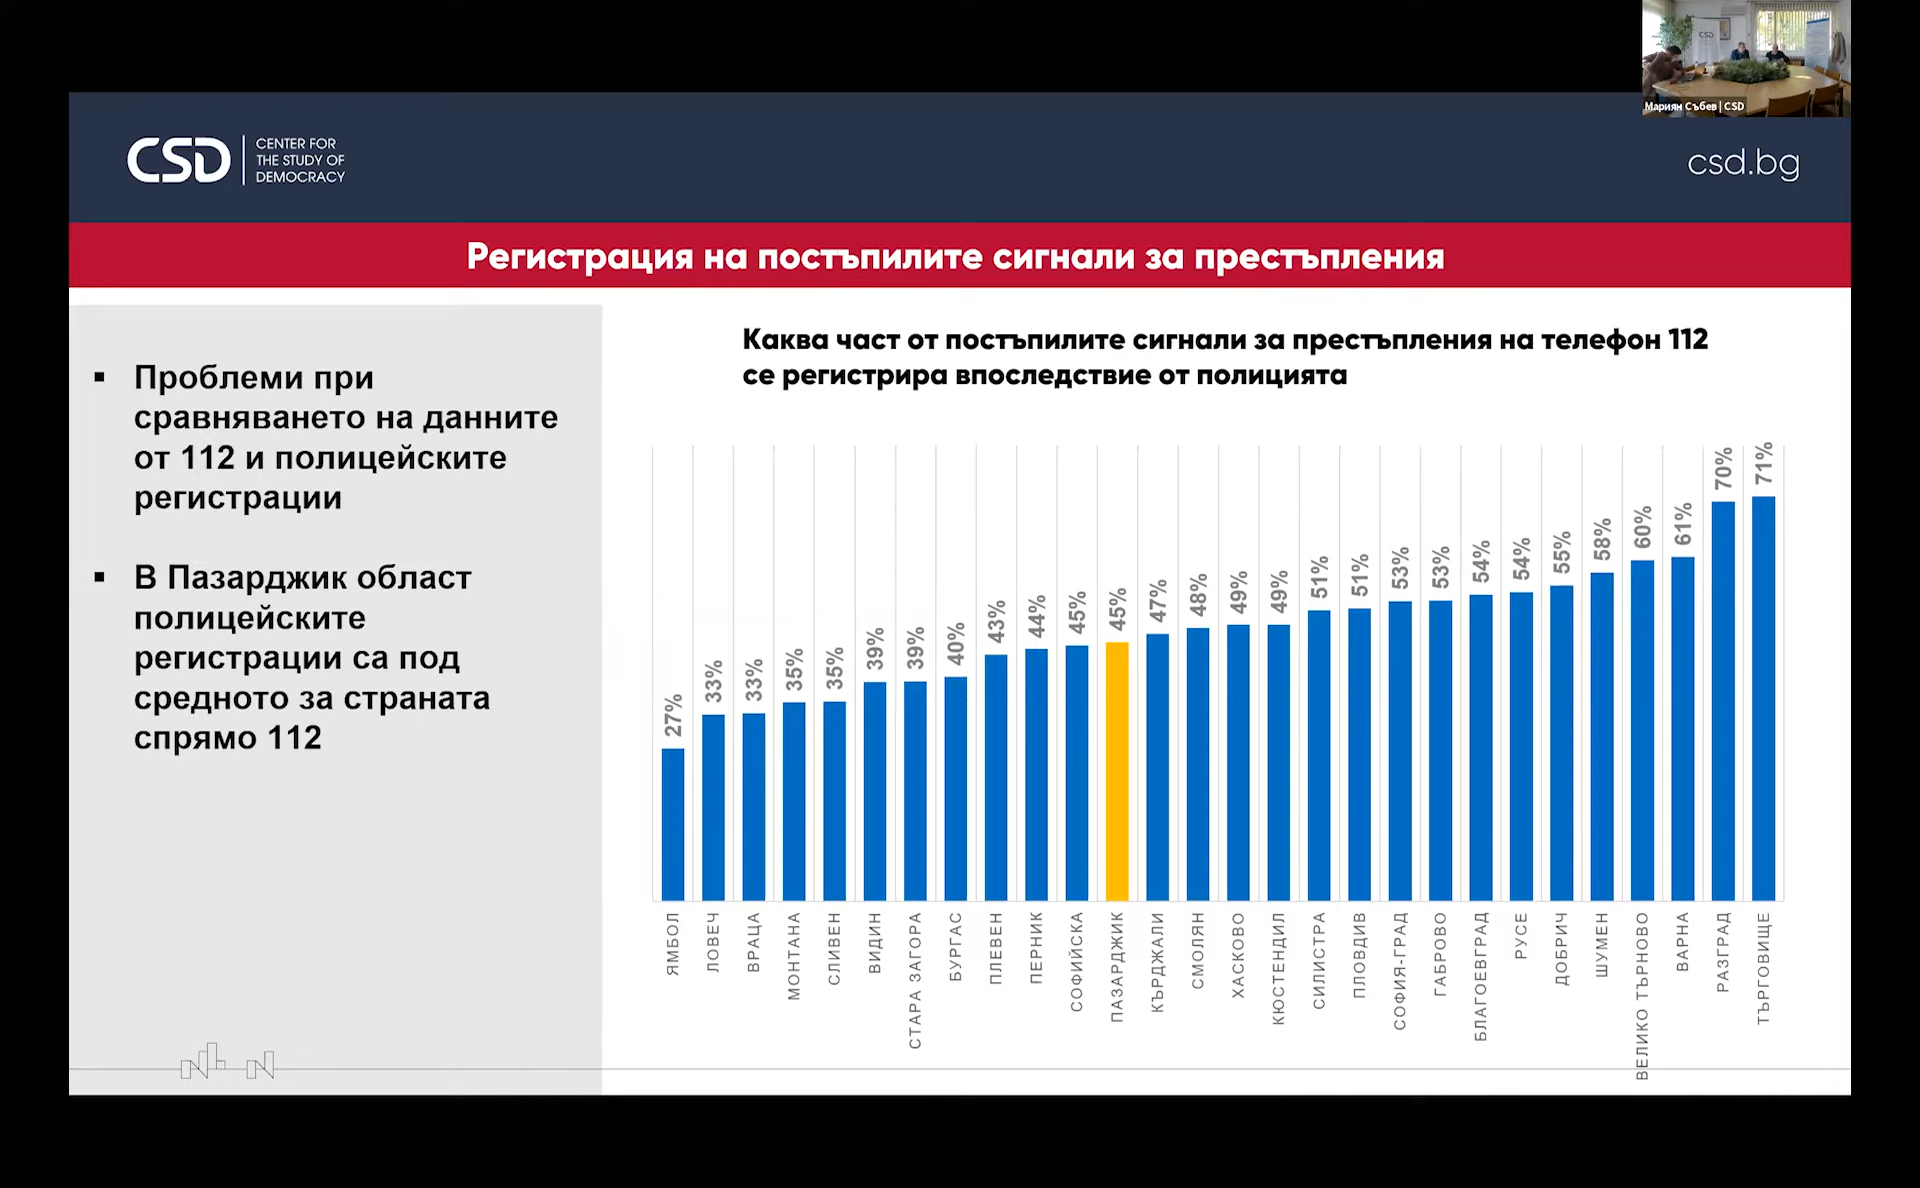 Мариян Събев | CSD
CSD
CENTER FOR
THE STUDY OF
DEMOCRACY
csd.bg
Регистрация на постъпилите сигнали за престъпления
▪ Проблеми при
сравняването на данните
от 112 и полицейските
регистрации
▪ В Пазарджик област
полицейските
регистрации са под
средното за страната
спрямо 112
Каква част от постъпилите сигнали за престъпления на телефон 112
се регистрира впоследствие от полицията
27%
33%
33%
35%
35%
39%
39%
40%
43%
44%
45%
45%
47%
48%
49%
49%
51%
51%
53%
53%
54%
54%
55%
58%
60%
61%
70%
71%
ЯМБОЛ
ЛОВЕЧ
ВРАЦА
МОНТАНА
СЛИВЕН
ВИДИН
СТАРА ЗАГОРА
БУРГАС
ПЛЕВЕН
ПЕРНИК
СОФИЙСКА
ПАЗАРДЖИК
КЪРДЖАЛИ
СМОЛЯН
ХАСКОВО
КЮСТЕНДИЛ
СИЛИСТРА
ПЛОВДИВ
СОФИЯ-ГРАД
ГАБРОВО
БЛАГОЕВГРАД
РУСЕ
ДОБРИЧ
ШУМЕН
ВЕЛИКО ТЪРНОВО
ВАРНА
РАЗГРАД
ТЪРГОВИЩЕ